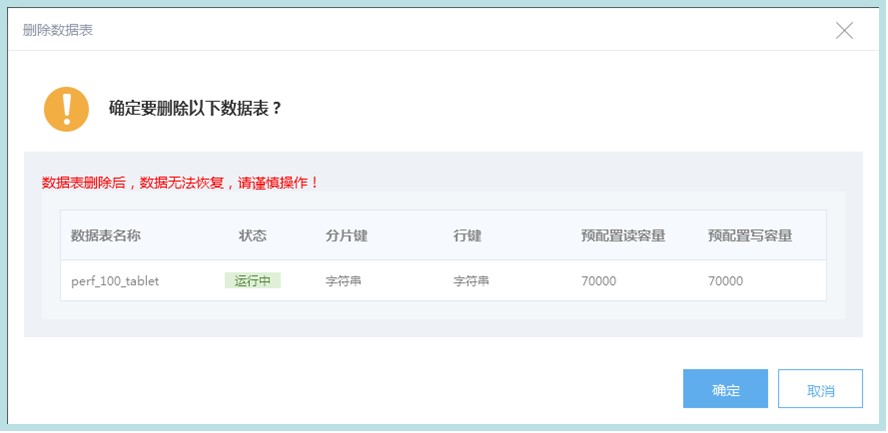 删除数据表
确定要删除以下数据表？
数据表删除后，数据无法恢复，请谨慎操作！
数据表名称 状态 分片键 行键 预配置读容量 预配置写容量
perf_100_tablet 运行中 字符串 字符串 70000 70000
确定 取消